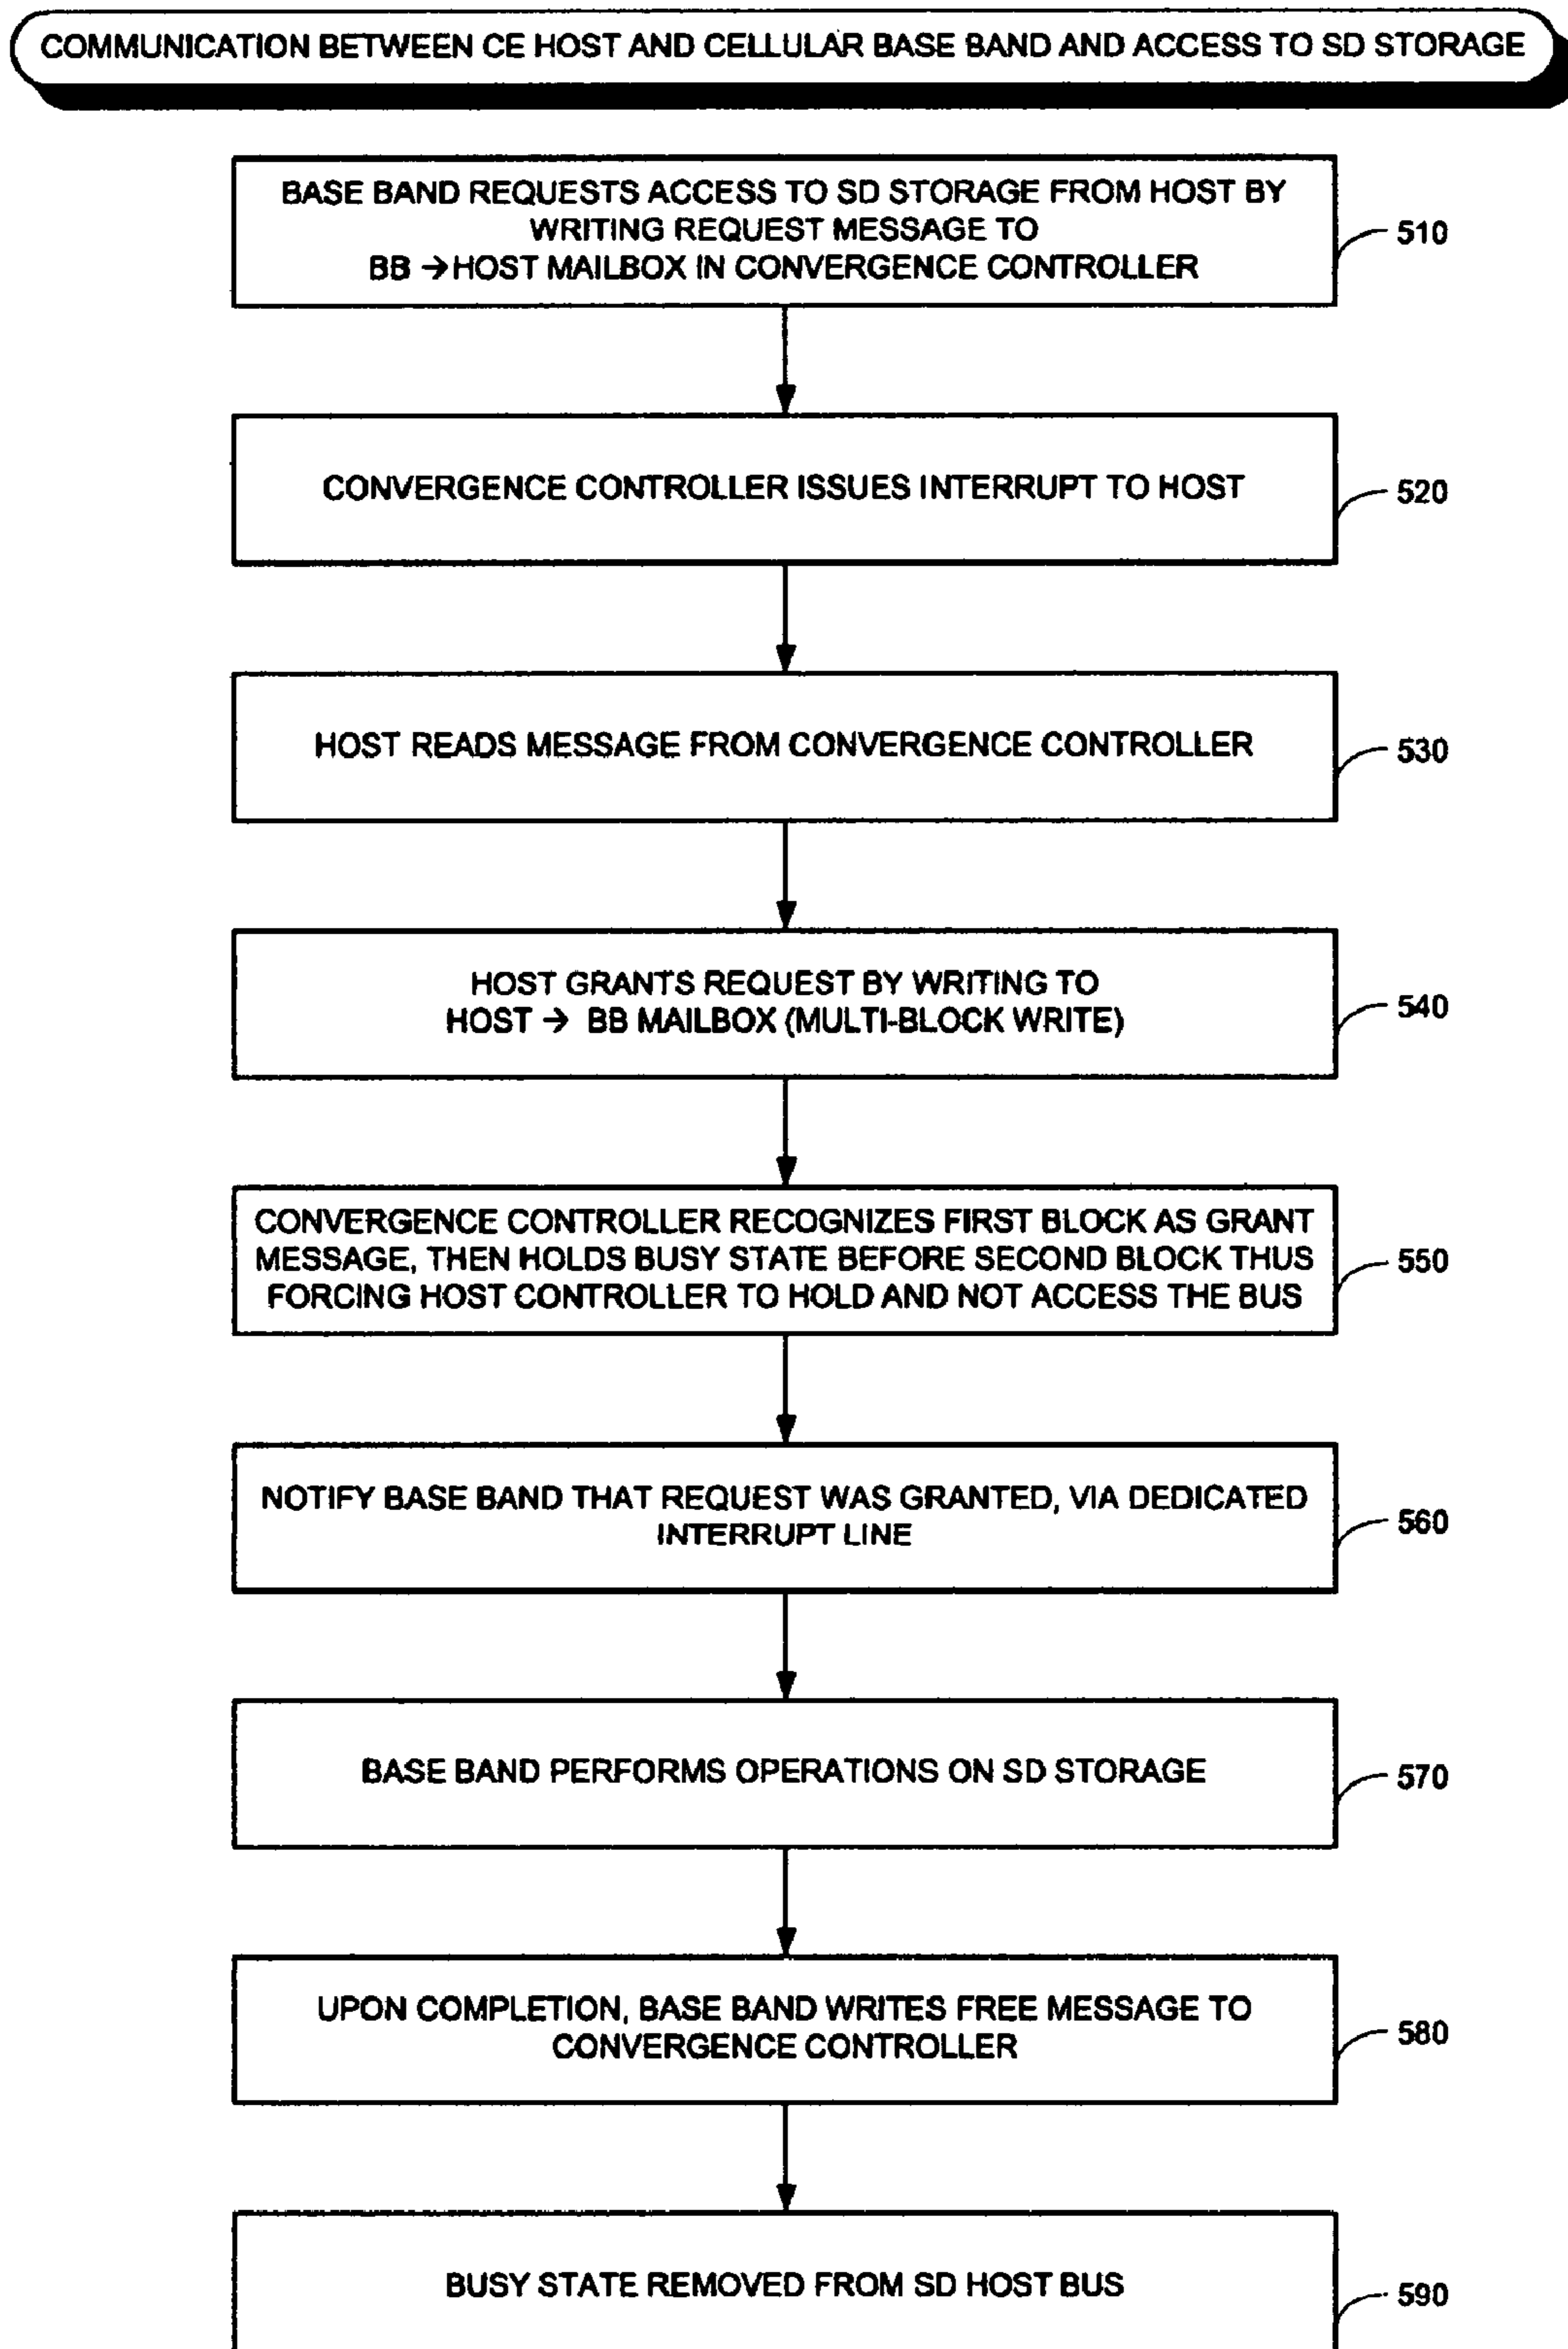 COMMUNICATION BETWEEN CE HOST AND CELLULAR BASE BAND AND ACCESS TO SD STORAGE
BASE BAND REQUESTS ACCESS TO SD STORAGE FROM HOST BY
WRITING REQUEST MESSAGE TO
BB → HOST MAILBOX IN CONVERGENCE CONTROLLER
510
CONVERGENCE CONTROLLER ISSUES INTERRUPT TO HOST
520
HOST READS MESSAGE FROM CONVERGENCE CONTROLLER
530
HOST GRANTS REQUEST BY WRITING TO
HOST → BB MAILBOX (MULTI-BLOCK WRITE)
540
CONVERGENCE CONTROLLER RECOGNIZES FIRST BLOCK AS GRANT
MESSAGE, THEN HOLDS BUSY STATE BEFORE SECOND BLOCK THUS
FORCING HOST CONTROLLER TO HOLD AND NOT ACCESS THE BUS
550
NOTIFY BASE BAND THAT REQUEST WAS GRANTED, VIA DEDICATED
INTERRUPT LINE
560
BASE BAND PERFORMS OPERATIONS ON SD STORAGE
570
UPON COMPLETION, BASE BAND WRITES FREE MESSAGE TO
CONVERGENCE CONTROLLER
580
BUSY STATE REMOVED FROM SD HOST BUS
590